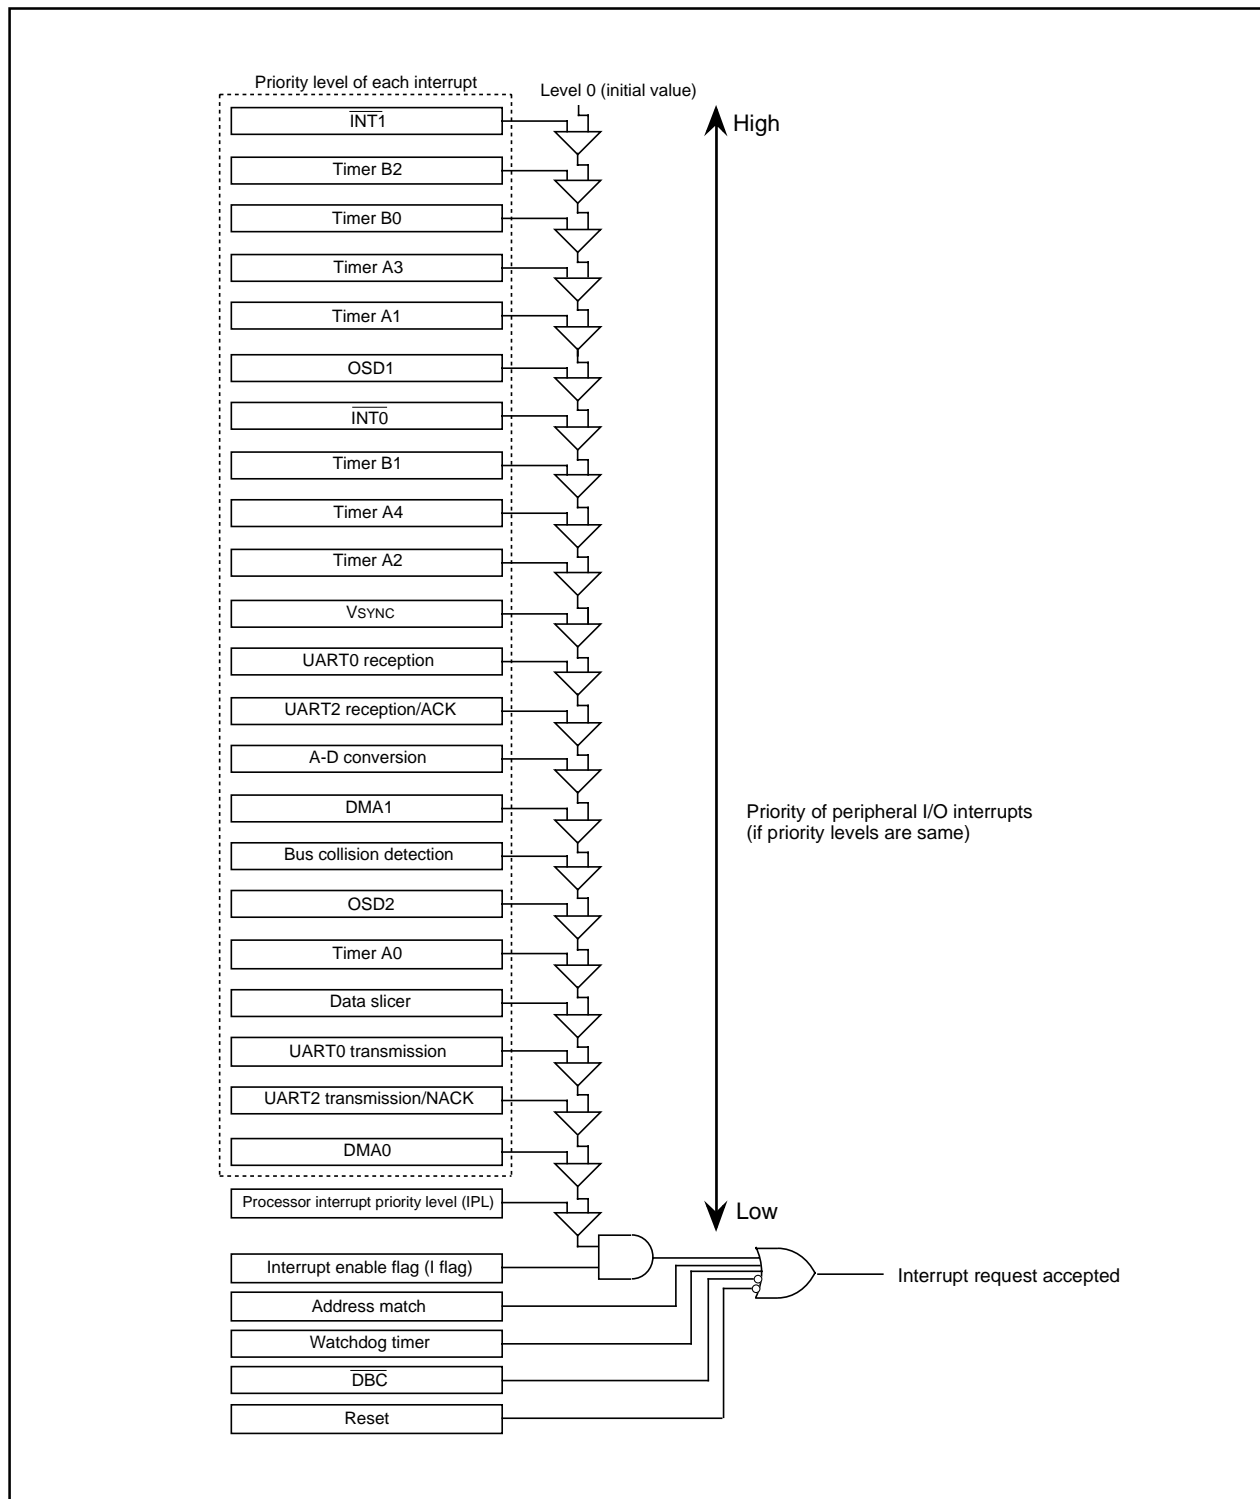 Priority level of each interrupt
Level 0 (initial value)
INT1
High
Timer B2
Timer B0
Timer A3
Timer A1
OSD1
INT0
Timer B1
Timer A4
Timer A2
VSYNC
UART0 reception
UART2 reception/ACK
A-D conversion
DMA1
Priority of peripheral I/O interrupts
(if priority levels are same)
Bus collision detection
OSD2
Timer A0
Data slicer
UART0 transmission
UART2 transmission/NACK
DMA0
Processor interrupt priority level (IPL)
Low
Interrupt enable flag (I flag)
Interrupt request accepted
Address match
Watchdog timer
DBC
Reset